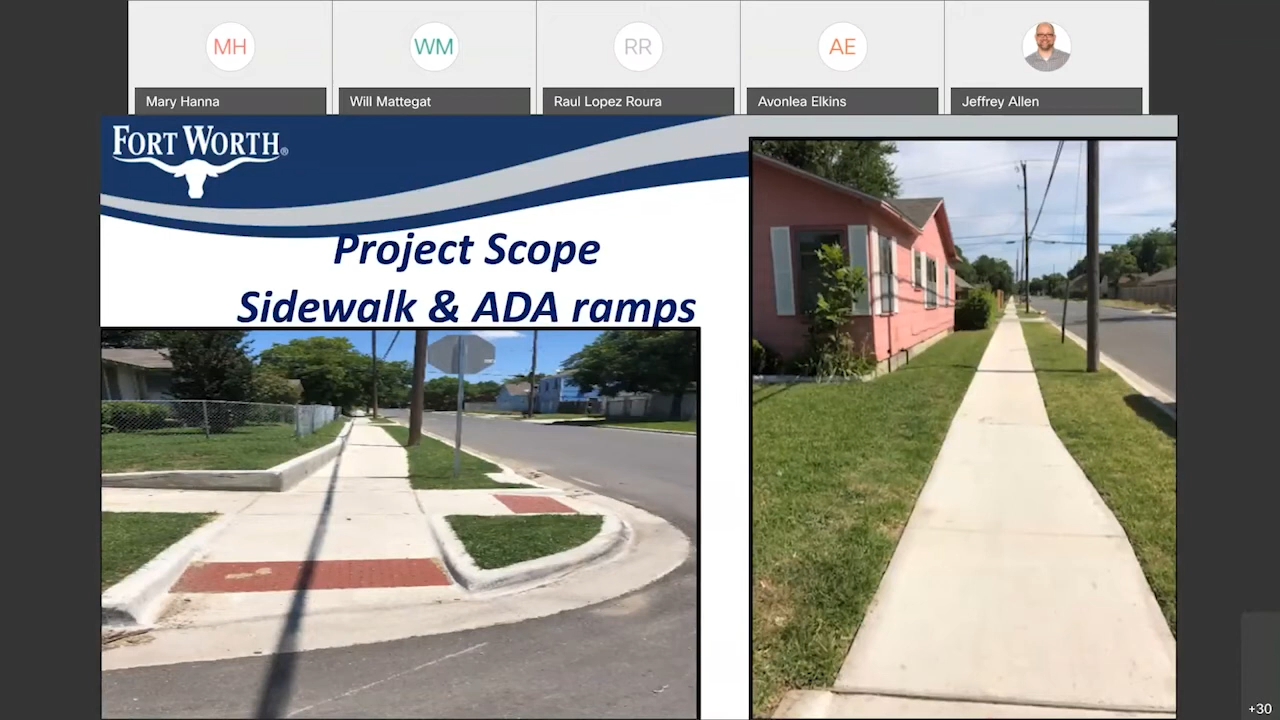 MH
WM
RR
AE
Mary Hanna
Will Mattegat
Raul Lopez Roura
Avonlea Elkins
Jeffrey Allen
FORT WORTH®
Project Scope
Sidewalk & ADA ramps
+30